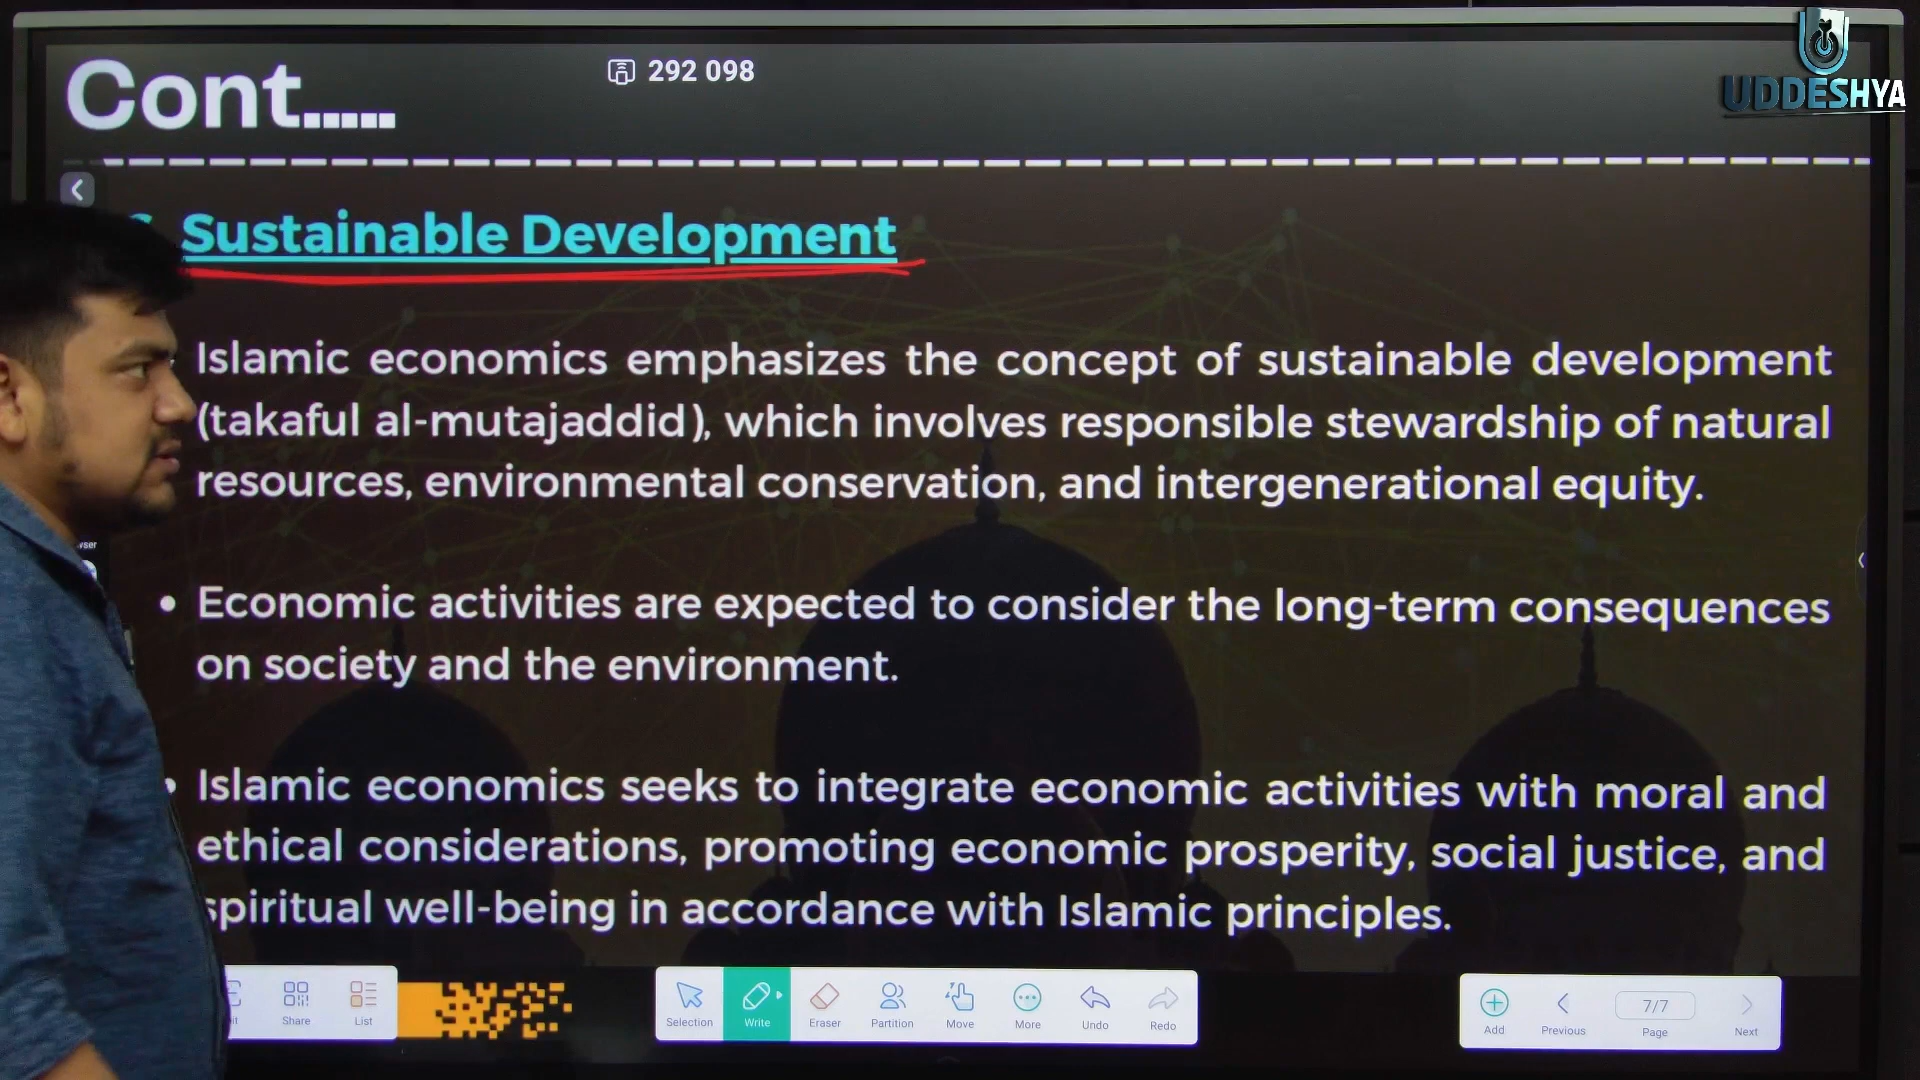 Cont.....
292 098
UDDESHYA
Sustainable Development
Islamic economics emphasizes the concept of sustainable development
(takaful al-mutajaddid), which involves responsible stewardship of natural
resources, environmental conservation, and intergenerational equity.
• Economic activities are expected to consider the long-term consequences
on society and the environment.
• Islamic economics seeks to integrate economic activities with moral and
ethical considerations, promoting economic prosperity, social justice, and
spiritual well-being in accordance with Islamic principles.
Share List Selection Write Eraser Partition Move More Undo Redo Add Previous 7/7 Page Next